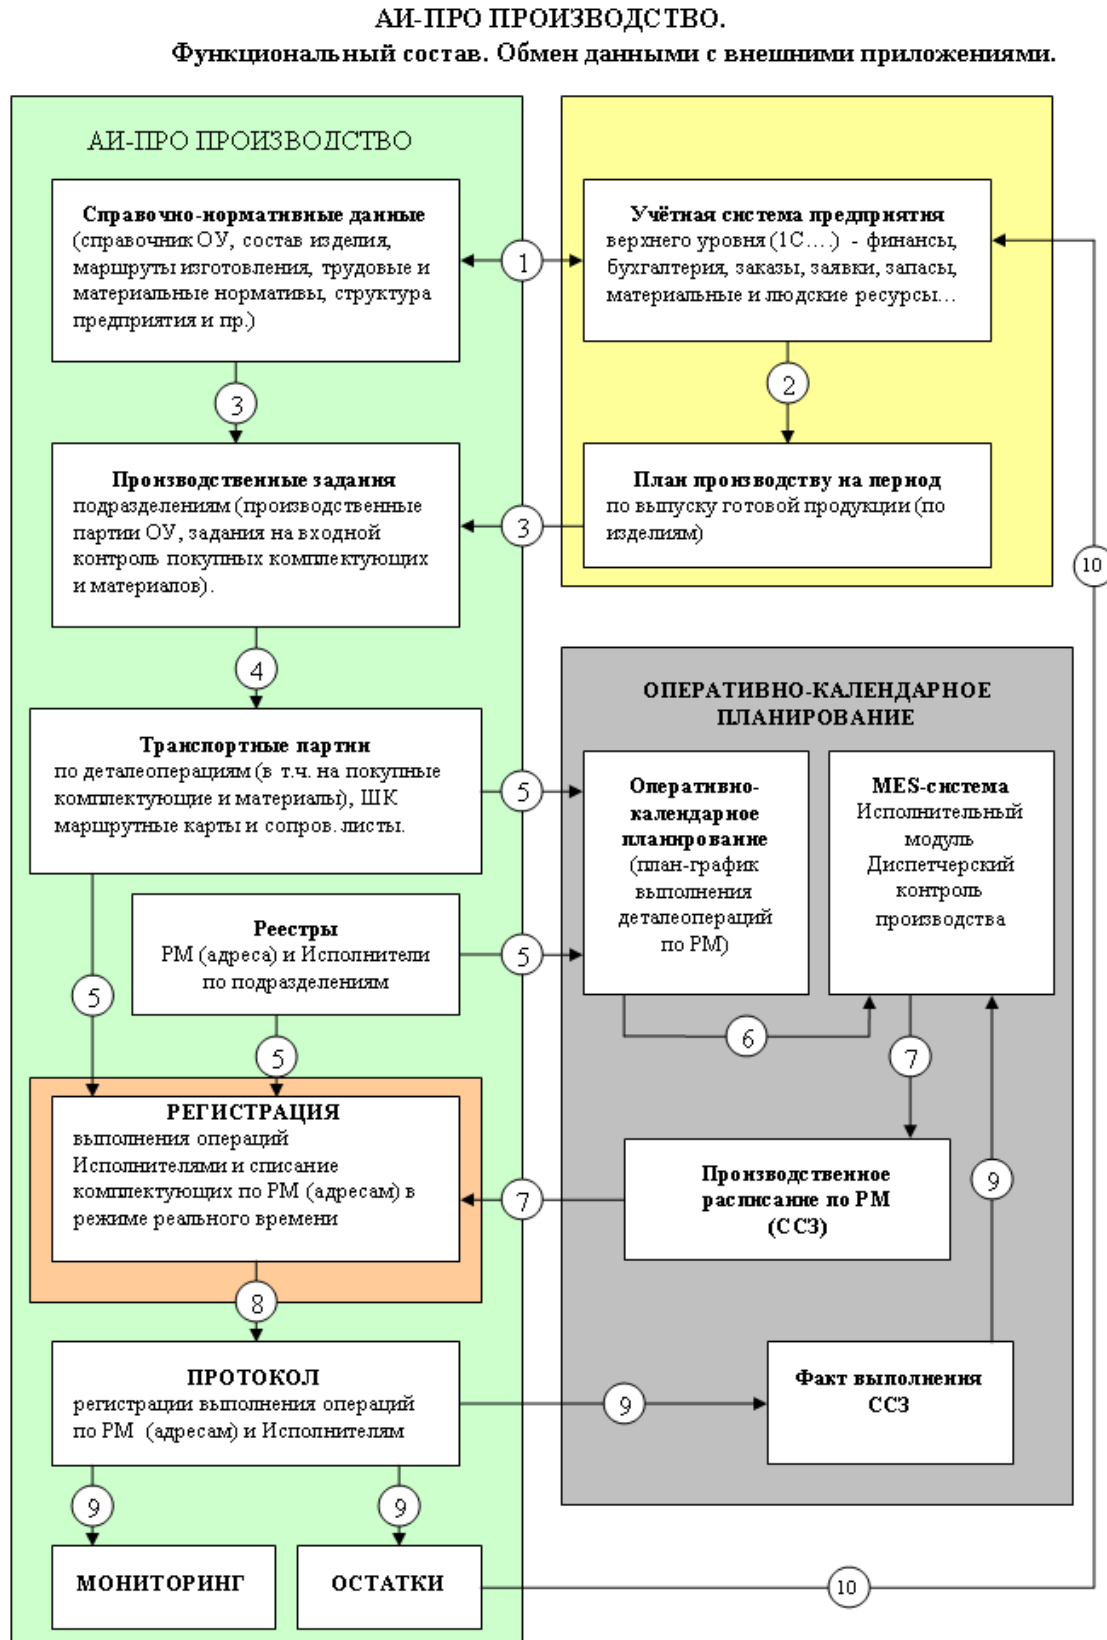 АИ-ПРО ПРОИЗВОДСТВО.
Функциональный состав. Обмен данными с внешними приложениями.
АИ-ПРО ПРОИЗВОДСТВО
Справочно-нормативные данные
(справочник ОУ, состав изделия,
маршруты изготовления, трудовые и
материальные нормативы, структура
предприятия и пр.)
1
Учётная система предприятия
верхнего уровня (1С....) - финансы,
бухгалтерия, заказы, заявки, запасы,
материальные и людские ресурсы...
3
2
Производственные задания
подразделениям (производственные
партии ОУ, задания на входной
контроль покупных комплектующих
и материалов).
3
План производству на период
по выпуску готовой продукции (по
изделиям)
10
4
ОПЕРАТИВНО-КАЛЕНДАРНОЕ
ПЛАНИРОВАНИЕ
Транспортные партии
по деталеоперациям (в т.ч. на покупные
комплектующие и материалы), ШК
маршрутные карты и сопров. листы.
5
Оперативно-
календарное
планирование
(план-график
выполнения
деталеопераций
по РМ)
MES-система
Исполнительный
модуль
Диспетчерский
контроль
производства
Реестры
РМ (адреса) и Исполнители
по подразделениям
5
5
5
6
7
РЕГИСТРАЦИЯ
выполнения операций
Исполнителями и списание
комплектующих по РМ (адресам) в
режиме реального времени
7
Производственное
расписание по РМ
(ССЗ)
9
8
ПРОТОКОЛ
регистрации выполнения операций
по РМ (адресам) и Исполнителям
9
Факт выполнения
ССЗ
9
9
МОНИТОРИНГ
ОСТАТКИ
10